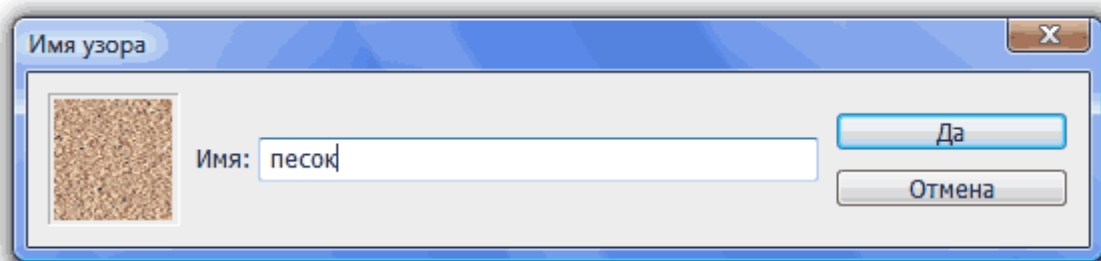 Имя узора
Имя: песок
Да
Отмена